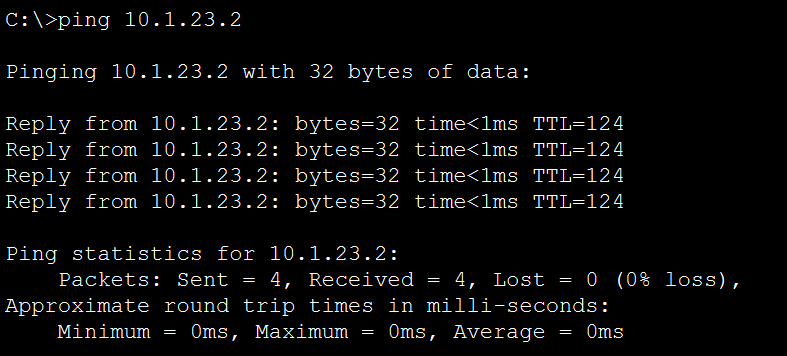 C:\>ping 10.1.23.2
Pinging 10.1.23.2 with 32 bytes of data:
Reply from 10.1.23.2: bytes=32 time<1ms TTL=124
Reply from 10.1.23.2: bytes=32 time<1ms TTL=124
Reply from 10.1.23.2: bytes=32 time<1ms TTL=124
Reply from 10.1.23.2: bytes=32 time<1ms TTL=124
Ping statistics for 10.1.23.2:
    Packets: Sent = 4, Received = 4, Lost = 0 (0% loss),
Approximate round trip times in milli-seconds:
    Minimum = 0ms, Maximum = 0ms, Average = 0ms